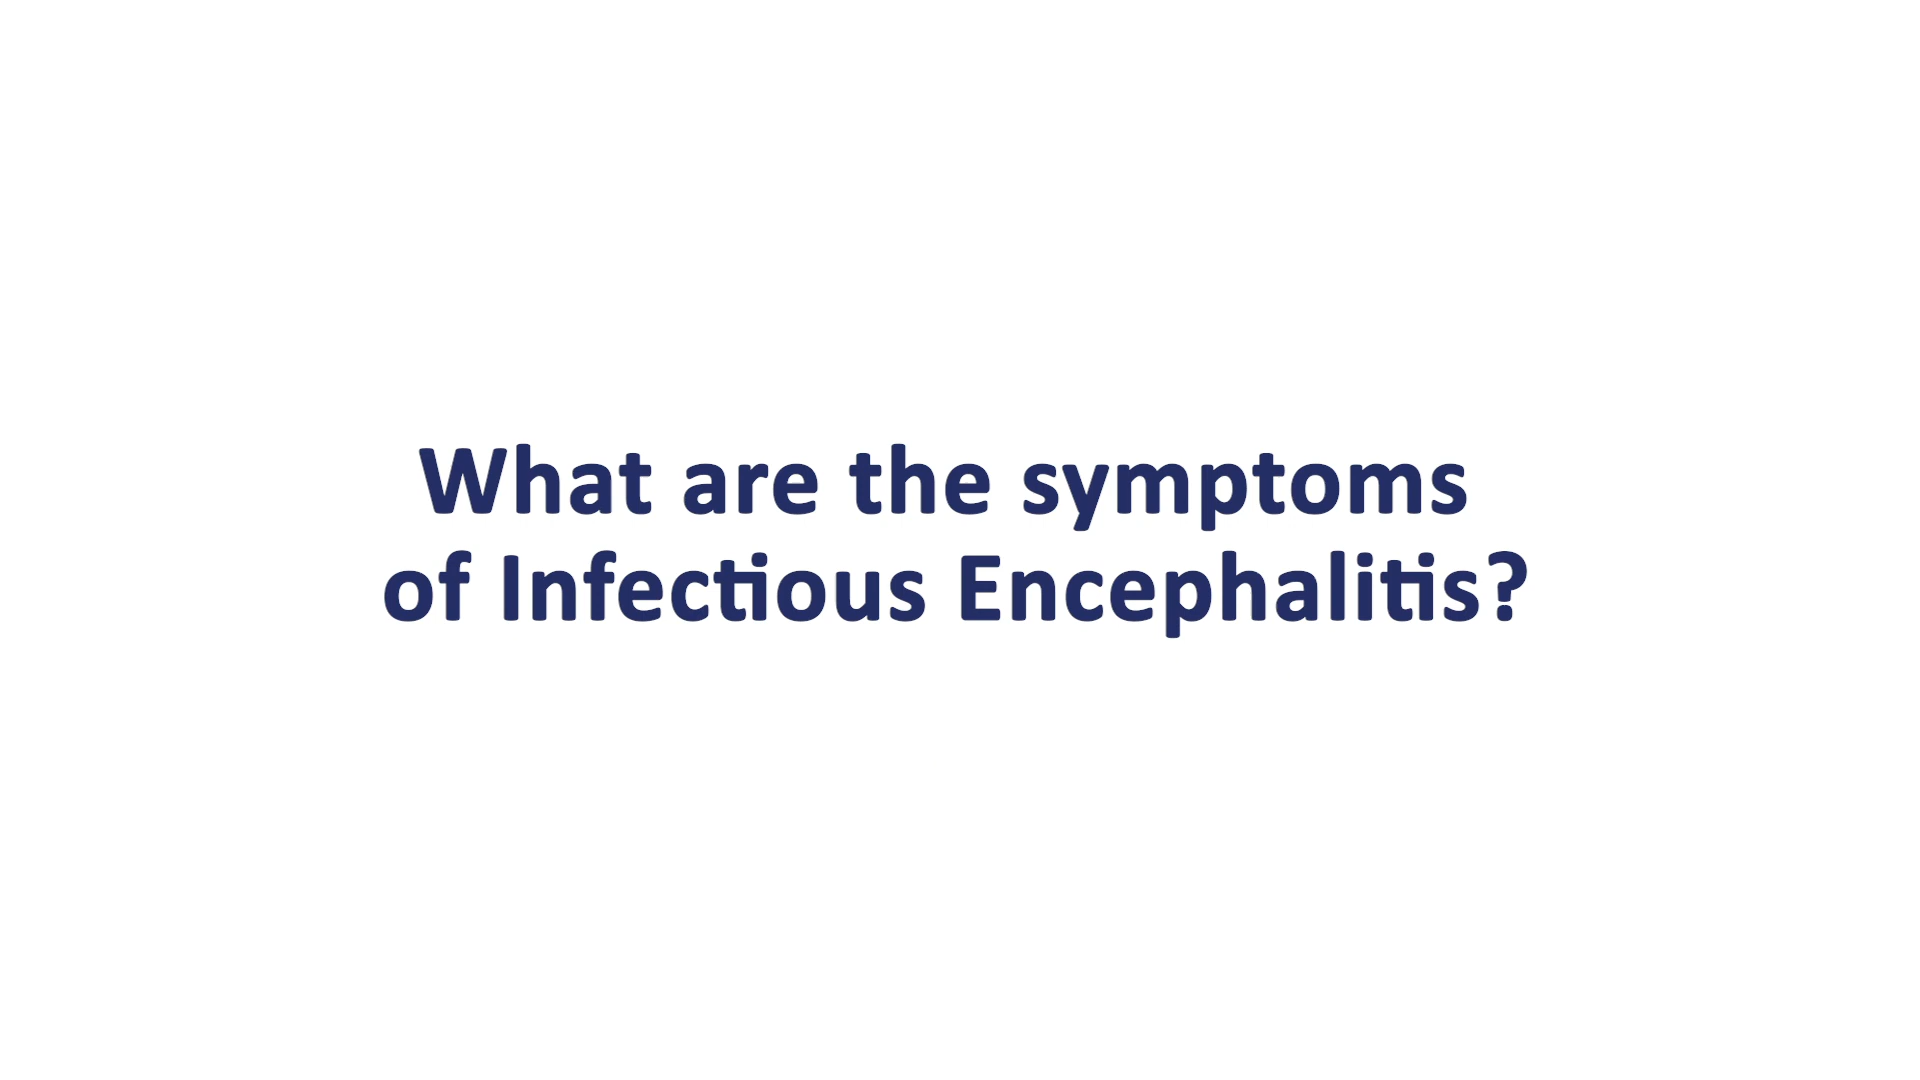 What are the symptoms
of Infectious Encephalitis?